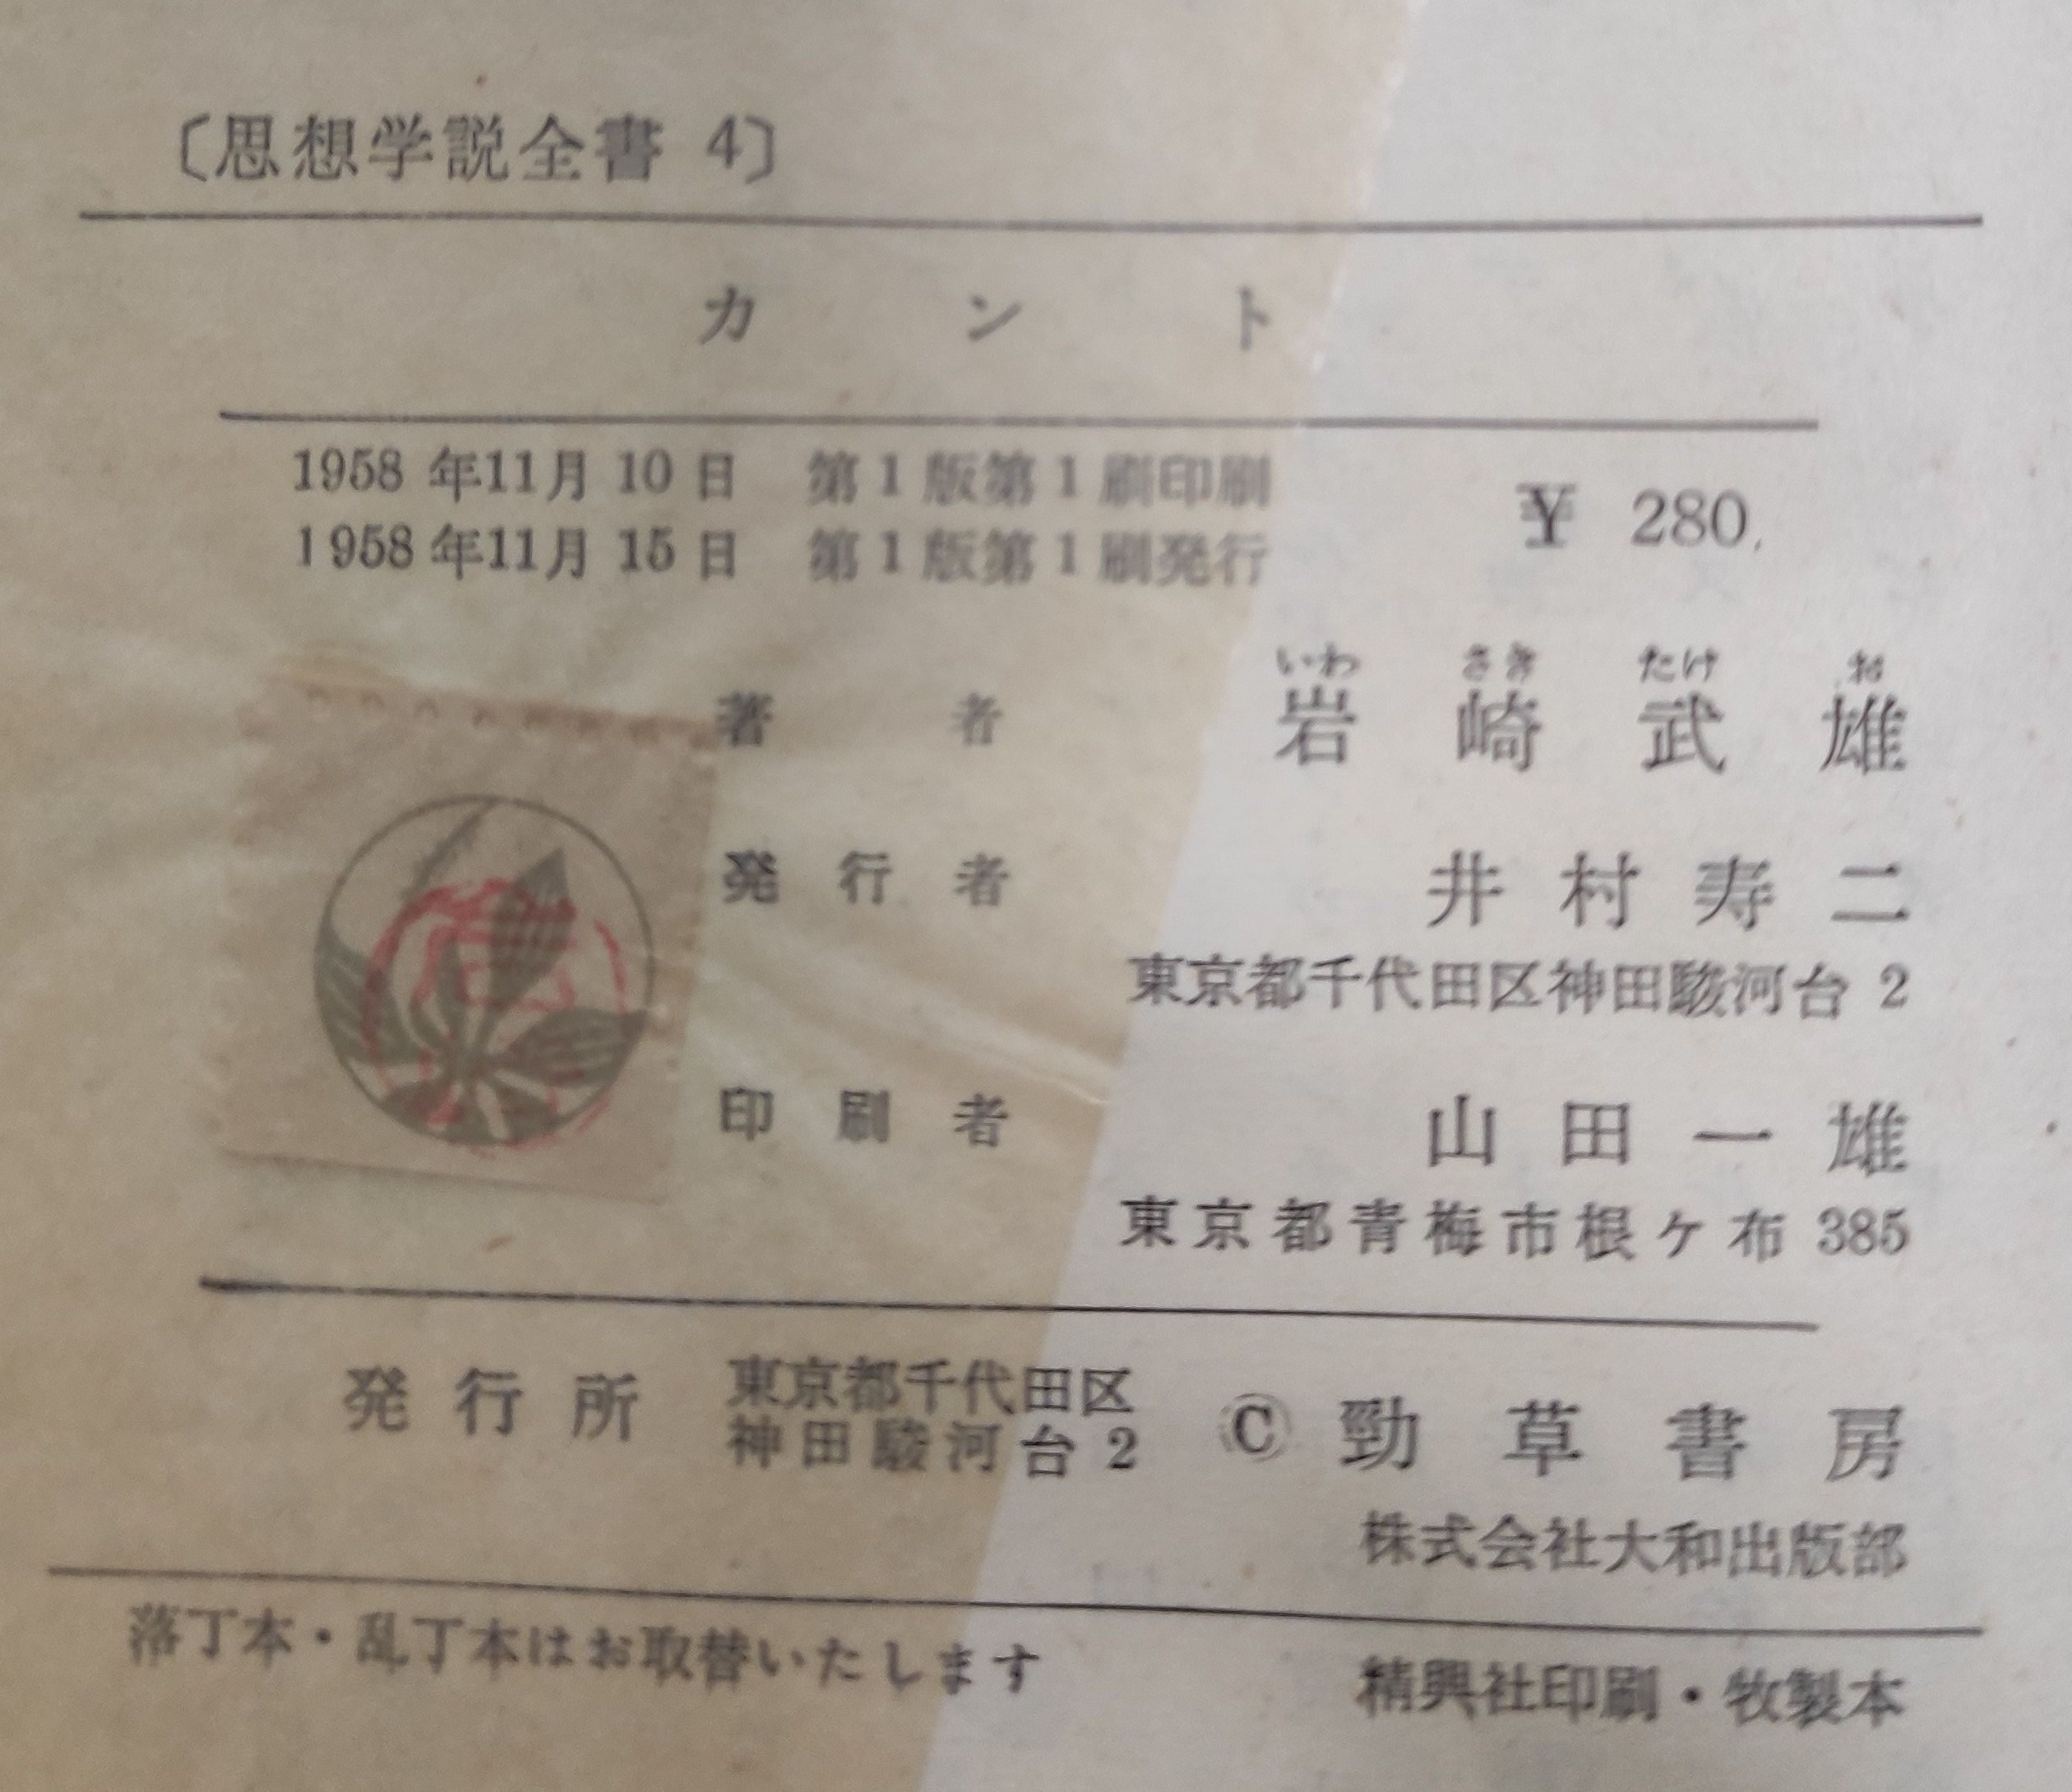 〔思想学説全書 4〕
カント
1958年11月10日 第1版第1刷印刷
1958年11月15日 第1版第1刷発行
¥ 280.
いわ さき たけ お
著者 岩崎武雄
発行者 井村寿二
東京都千代田区神田駿河台 2
印刷者 山田一雄
東京都青梅市根ケ布 385
発行所 東京都千代田区
神田駿河台 2
© 勁草書房
株式会社大和出版部
落丁本・乱丁本はお取替いたします
精興社印刷・牧製本